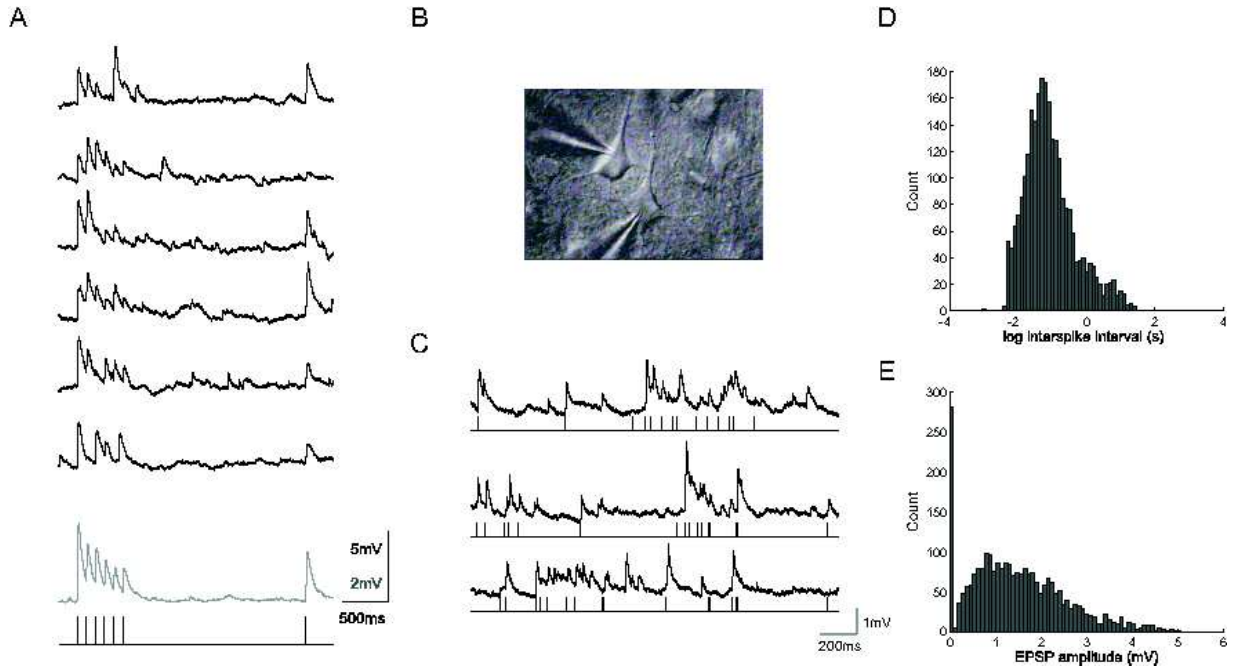 A
5mV
2mV
500ms
B
C
1mV
200ms
D
180
160
140
120
100
80
60
40
20
0
Count
-4
-2
0
2
4
log interspike interval (s)
E
300
250
200
150
100
50
0
Count
0
1
2
3
4
5
6
EPSP amplitude (mV)